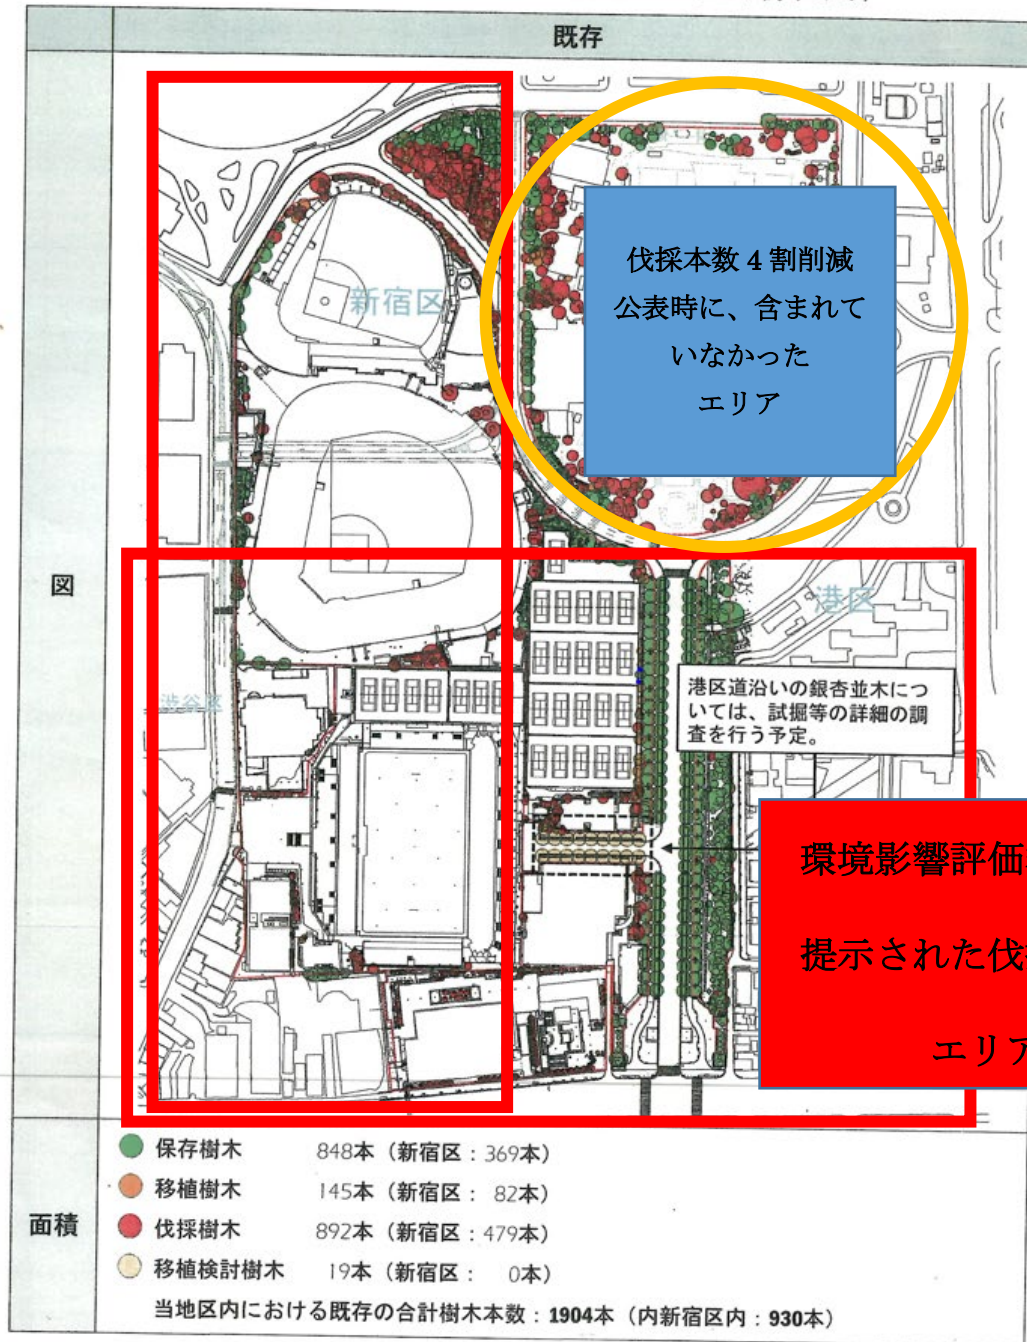 既存
新宿区
伐採本数４割削減
公表時に、含まれて
いなかった
エリア
図
港区
渋谷区
港区道沿いの銀杏並木につ
いては、試掘等の詳細の調
査を行う予定。
環境影響評価
提示された伐
エリア
面積
保存樹木 848本（新宿区：369本）
移植樹木 145本（新宿区： 82本）
伐採樹木 892本（新宿区：479本）
移植検討樹木 19本（新宿区： 0本）
当地区内における既存の合計樹木本数：1904本（内新宿区内：930本）